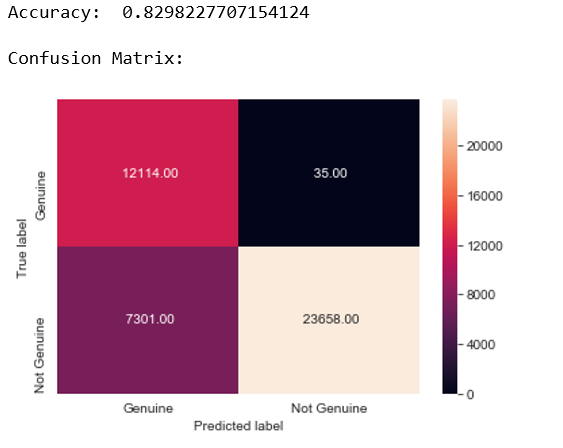 Accuracy:  0.8298227707154124
Confusion Matrix:
20000
16000
12000
8000
4000
0
True label
Genuine
12114.00 35.00
Not Genuine
7301.00 23658.00
Genuine Not Genuine
Predicted label